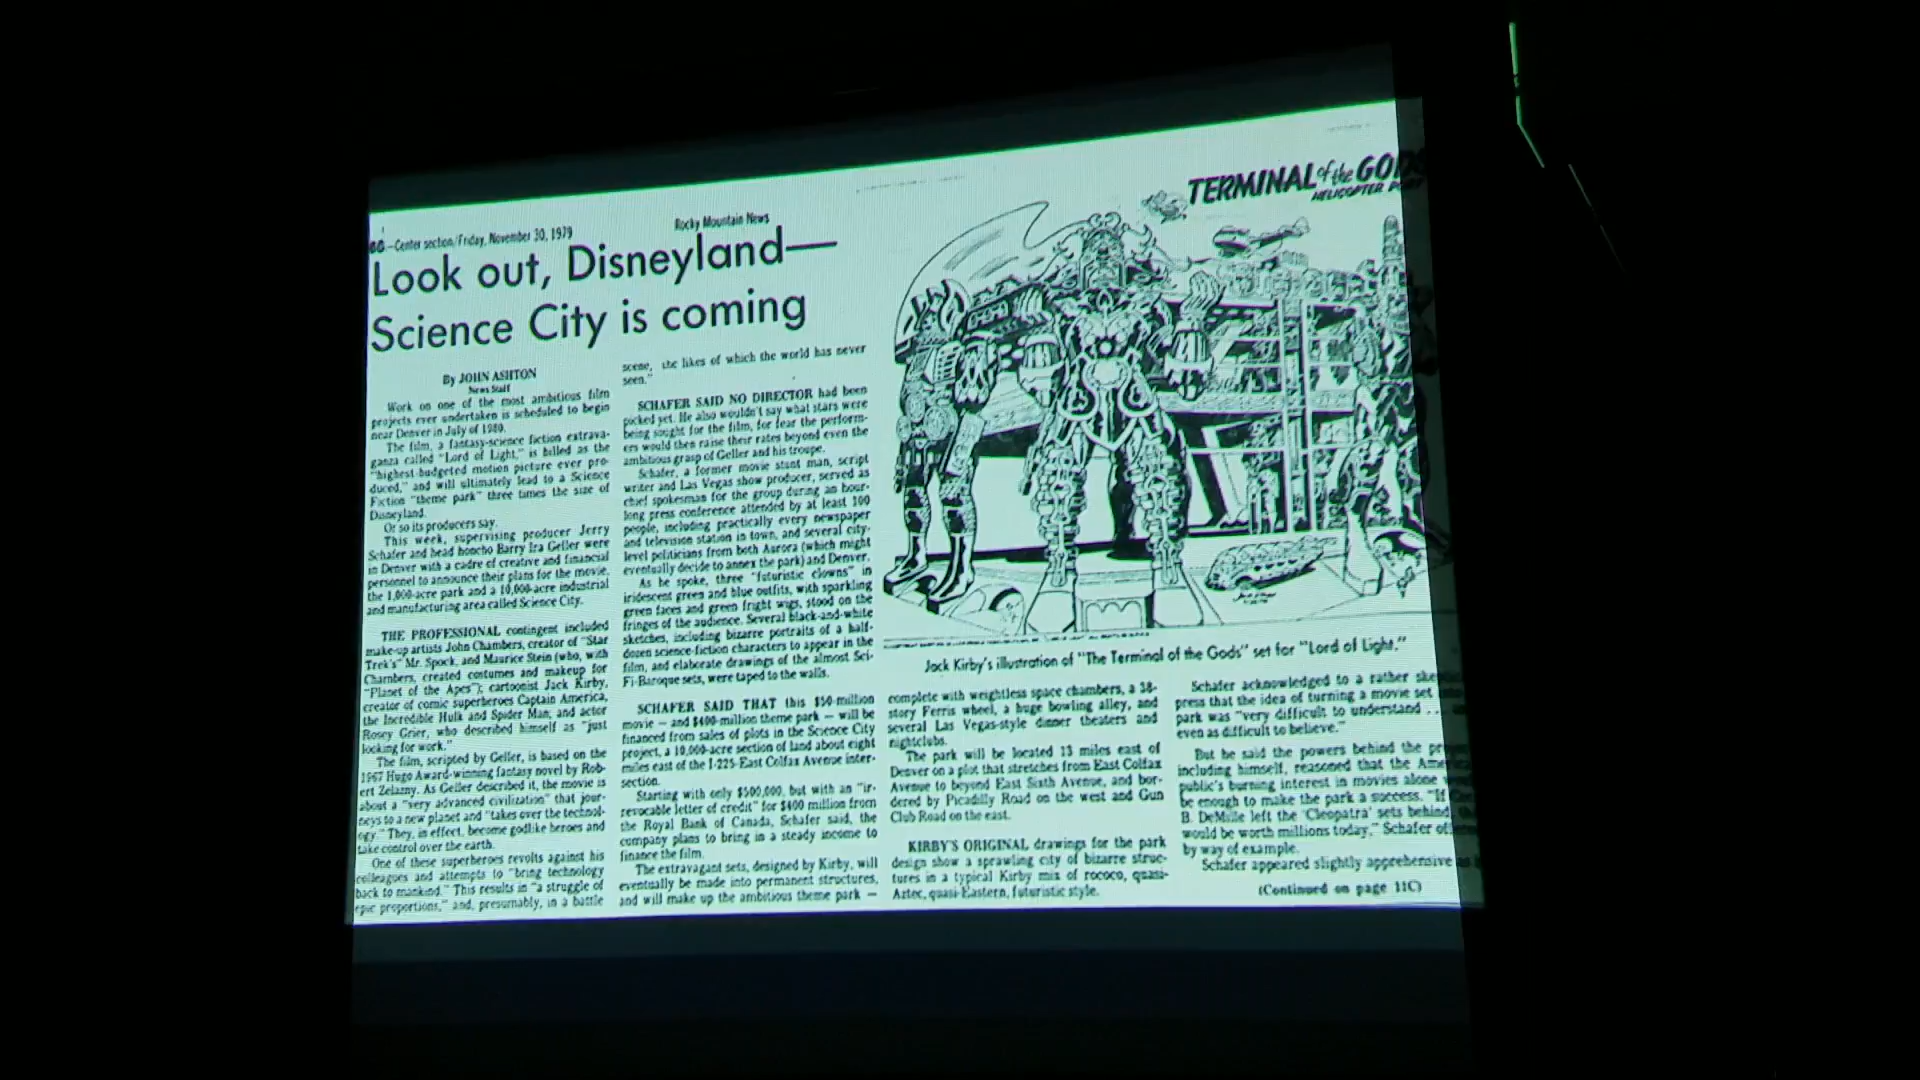 6C—Center section/Friday, November 30, 1979
Rocky Mountain News
Look out, Disneyland—
Science City is coming
By JOHN ASHTON
News Staff
Work on one of the most ambitious film
projects ever undertaken is scheduled to begin
near Denver in July of 1980.
The film, a fantasy-science fiction extrava-
ganza called "Lord of Light," is billed as the
"highest-budgeted motion picture ever pro-
duced," and will ultimately lead to a Science
Fiction "theme park" three times the size of
Disneyland.
Or so its producers say.
This week, supervising producer Jerry
Schafer and head honcho Barry Ira Geller were
in Denver with a cadre of creative and financial
personnel to announce their plans for the movie,
the 1,000-acre park and a 10,000-acre industrial
and manufacturing area called Science City.
THE PROFESSIONAL contingent included
make-up artists John Chambers, creator of "Star
Trek's" Mr. Spock, and Maurice Stein (who, with
Chambers, created costumes and makeup for
"Planet of the Apes"); cartoonist Jack Kirby,
creator of comic superheroes Captain America,
the Incredible Hulk and Spider Man; and actor
Rosey Grier, who described himself as "just
looking for work."
The film, scripted by Geller, is based on the
1967 Hugo Award-winning fantasy novel by Rob-
ert Zelazny. As Geller described it, the movie is
about a "very advanced civilization" that jour-
neys to a new planet and "takes over the technol-
ogy." They, in effect, become godlike heroes and
take control over the earth.
One of these superheroes revolts against his
colleagues and attempts to "bring technology
back to mankind." This results in "a struggle of
epic proportions," and, presumably, in a battle
scene, the likes of which the world has never
seen."
SCHAFER SAID NO DIRECTOR had been
picked yet. He also wouldn't say what stars were
being sought for the film, for fear the perform-
ers would then raise their rates beyond even the
ambitious grasp of Geller and his troupe.
Schafer, a former movie stunt man, script
writer and Las Vegas show producer, served as
chief spokesman for the group during an hour-
long press conference attended by at least 100
people, including practically every newspaper
and television station in town, and several city-
level politicians from both Aurora (which might
eventually decide to annex the park) and Denver.
As he spoke, three "futuristic clowns" in
iridescent green and blue outfits, with sparkling
green faces and green fright wigs, stood on the
fringes of the audience. Several black-and-white
sketches, including bizarre portraits of a half-
dozen science-fiction characters to appear in the
film, and elaborate drawings of the almost Sci-
Fi-Baroque sets, were taped to the walls.
SCHAFER SAID THAT this $50-million
movie — and $400-million theme park — will be
financed from sales of plots in the Science City
project, a 10,000-acre section of land about eight
miles east of the I-225-East Colfax Avenue inter-
section.
Starting with only $500,000, but with an "ir-
revocable letter of credit" for $400 million from
the Royal Bank of Canada, Schafer said, the
company plans to bring in a steady income to
finance the film.
The extravagant sets, designed by Kirby, will
eventually be made into permanent structures,
and will make up the ambitious theme park —
TERMINAL of the GODS
HELICOPTER
Jack Kirby's illustration of "The Terminal of the Gods" set for "Lord of Light."
complete with weightless space chambers, a 38-
story Ferris wheel, a huge bowling alley, and
several Las Vegas-style dinner theaters and
nightclubs.
The park will be located 13 miles east of
Denver on a plot that stretches from East Colfax
Avenue to beyond East Sixth Avenue, and bor-
dered by Picadilly Road on the west and Gun
Club Road on the east.
KIRBY'S ORIGINAL drawings for the park
design show a sprawling city of bizarre struc-
tures in a typical Kirby mix of rococo, quasi-
Aztec, quasi-Eastern, futuristic style.
Schafer acknowledged to a rather
press that the idea of turning a movie set
park was "very difficult to understand . . .
even as difficult to believe."
But he said the powers behind the
including himself, reasoned that the
public's burning interest in movies alone
be enough to make the park a success. "If
B. DeMille left the 'Cleopatra' sets behind,
would be worth millions today," Schafer
by way of example.
Schafer appeared slightly apprehensive
(Continued on page 11C)